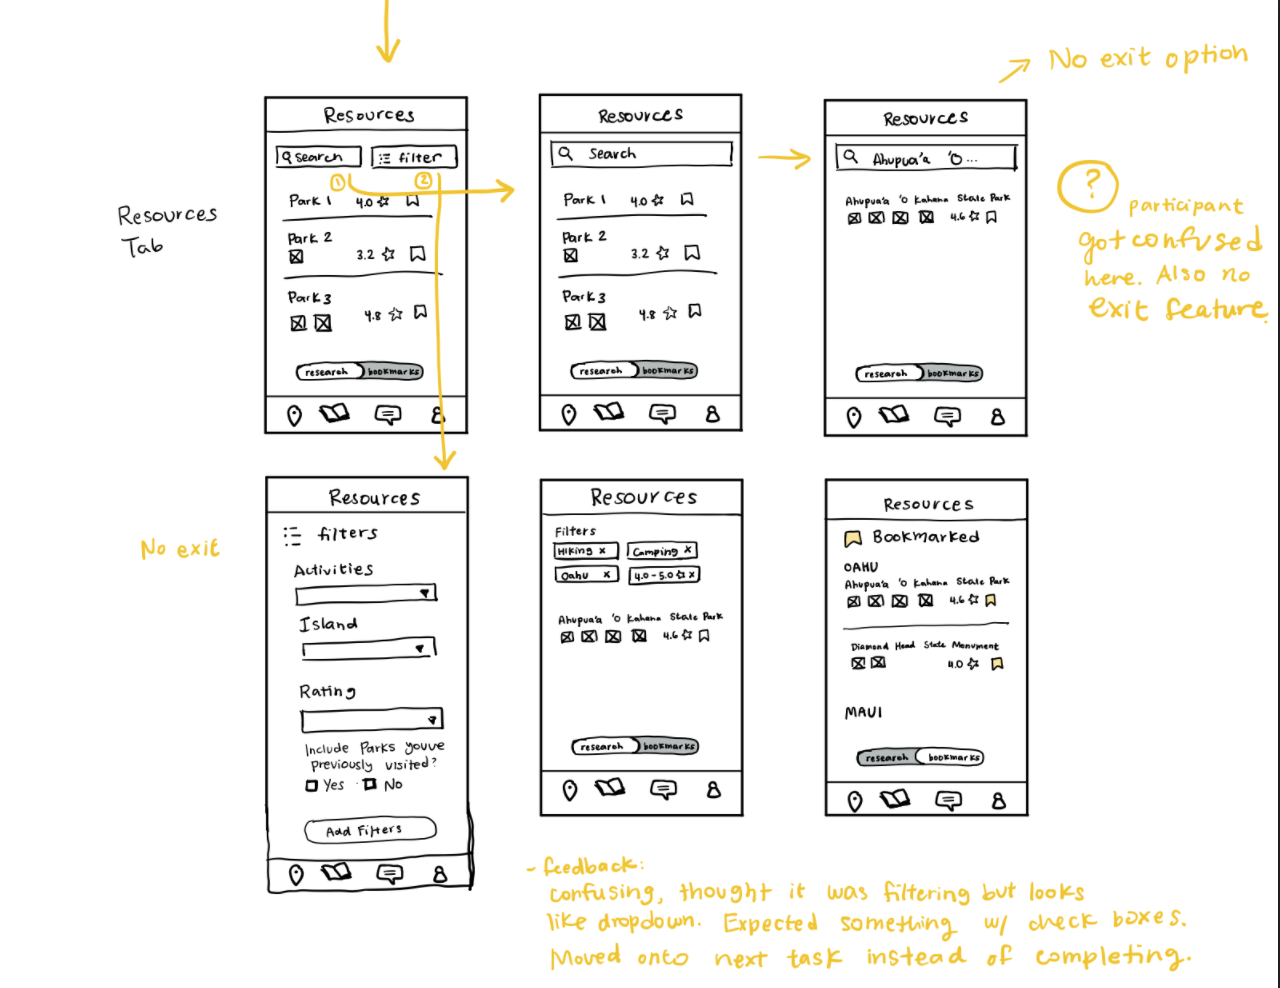 No exit option
Resources
search
filter
1
2
Park 1 4.0
Park 2
3.2
Park 3
4.8
research bookmarks
Resources
Search
Park 1 4.0
Park 2
3.2
Park 3
4.8
research bookmarks
Resources
Ahupua'a 'O...
Ahupua'a 'O Kahana State Park
4.6
research bookmarks
?
participant
got confused
here. Also no
exit feature.
Resources
Tab
No exit
Resources
filters
Activities
Island
Rating
Include Parks youve
previously visited?
Yes No
Add Filters
Resources
Filters
Hiking x Camping x
Oahu x 4.0-5.0 x
Ahupua'a 'O Kahana State Park
4.6
research bookmarks
Resources
Bookmarked
OAHU
Ahupua'a 'O Kahana State Park
4.6
Diamond Head State Monument
4.0
MAUI
research bookmarks
- feedback:
confusing, thought it was filtering but looks
like dropdown. Expected something w/ check boxes.
Moved onto next task instead of completing.